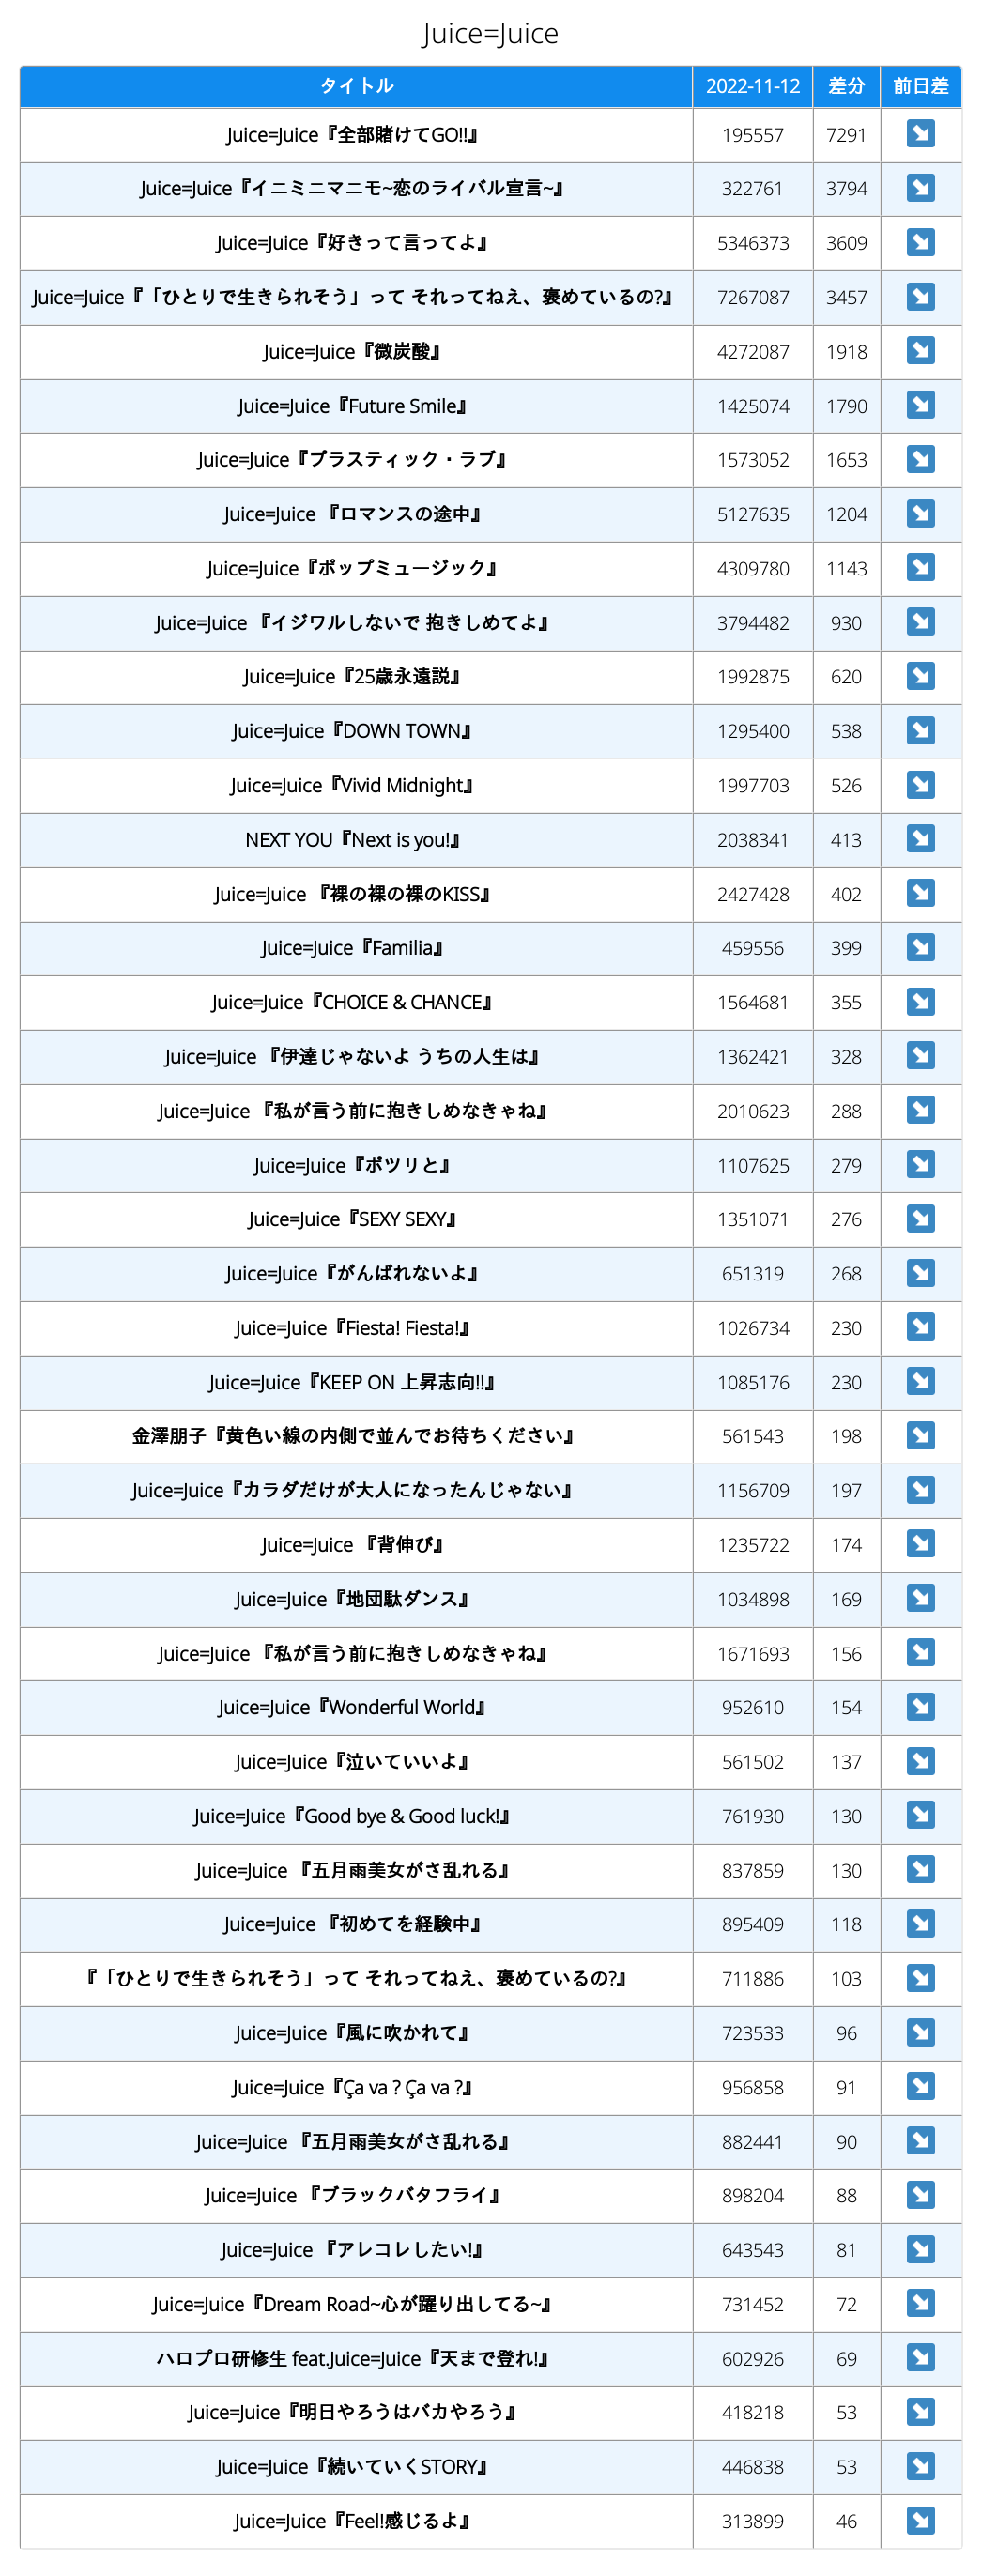 Juice=Juice
タイトル 2022-11-12 差分 前日差
Juice=Juice『全部賭けてGO!!』 195557 7291
Juice=Juice『イニミニマニモ~恋のライバル宣言~』 322761 3794
Juice=Juice『好きって言ってよ』 5346373 3609
Juice=Juice『「ひとりで生きられそう」って それってねえ、褒めているの?』 7267087 3457
Juice=Juice『微炭酸』 4272087 1918
Juice=Juice『Future Smile』 1425074 1790
Juice=Juice『プラスティック・ラブ』 1573052 1653
Juice=Juice 『ロマンスの途中』 5127635 1204
Juice=Juice『ポップミュージック』 4309780 1143
Juice=Juice 『イジワルしないで 抱きしめてよ』 3794482 930
Juice=Juice『25歳永遠説』 1992875 620
Juice=Juice『DOWN TOWN』 1295400 538
Juice=Juice『Vivid Midnight』 1997703 526
NEXT YOU『Next is you!』 2038341 413
Juice=Juice 『裸の裸の裸のKISS』 2427428 402
Juice=Juice『Familia』 459556 399
Juice=Juice『CHOICE & CHANCE』 1564681 355
Juice=Juice 『伊達じゃないよ うちの人生は』 1362421 328
Juice=Juice 『私が言う前に抱きしめなきゃね』 2010623 288
Juice=Juice『ポツリと』 1107625 279
Juice=Juice『SEXY SEXY』 1351071 276
Juice=Juice『がんばれないよ』 651319 268
Juice=Juice『Fiesta! Fiesta!』 1026734 230
Juice=Juice『KEEP ON 上昇志向!!』 1085176 230
金澤朋子『黄色い線の内側で並んでお待ちください』 561543 198
Juice=Juice『カラダだけが大人になったんじゃない』 1156709 197
Juice=Juice 『背伸び』 1235722 174
Juice=Juice『地団駄ダンス』 1034898 169
Juice=Juice 『私が言う前に抱きしめなきゃね』 1671693 156
Juice=Juice『Wonderful World』 952610 154
Juice=Juice『泣いていいよ』 561502 137
Juice=Juice『Good bye & Good luck!』 761930 130
Juice=Juice 『五月雨美女がさ乱れる』 837859 130
Juice=Juice 『初めてを経験中』 895409 118
『「ひとりで生きられそう」って それってねえ、褒めているの?』 711886 103
Juice=Juice『風に吹かれて』 723533 96
Juice=Juice『Ça va ? Ça va ?』 956858 91
Juice=Juice 『五月雨美女がさ乱れる』 882441 90
Juice=Juice 『ブラックバタフライ』 898204 88
Juice=Juice 『アレコレしたい!』 643543 81
Juice=Juice『Dream Road~心が躍り出してる~』 731452 72
ハロプロ研修生 feat.Juice=Juice『天まで登れ!』 602926 69
Juice=Juice『明日やろうはバカやろう』 418218 53
Juice=Juice『続いていくSTORY』 446838 53
Juice=Juice『Feel!感じるよ』 313899 46